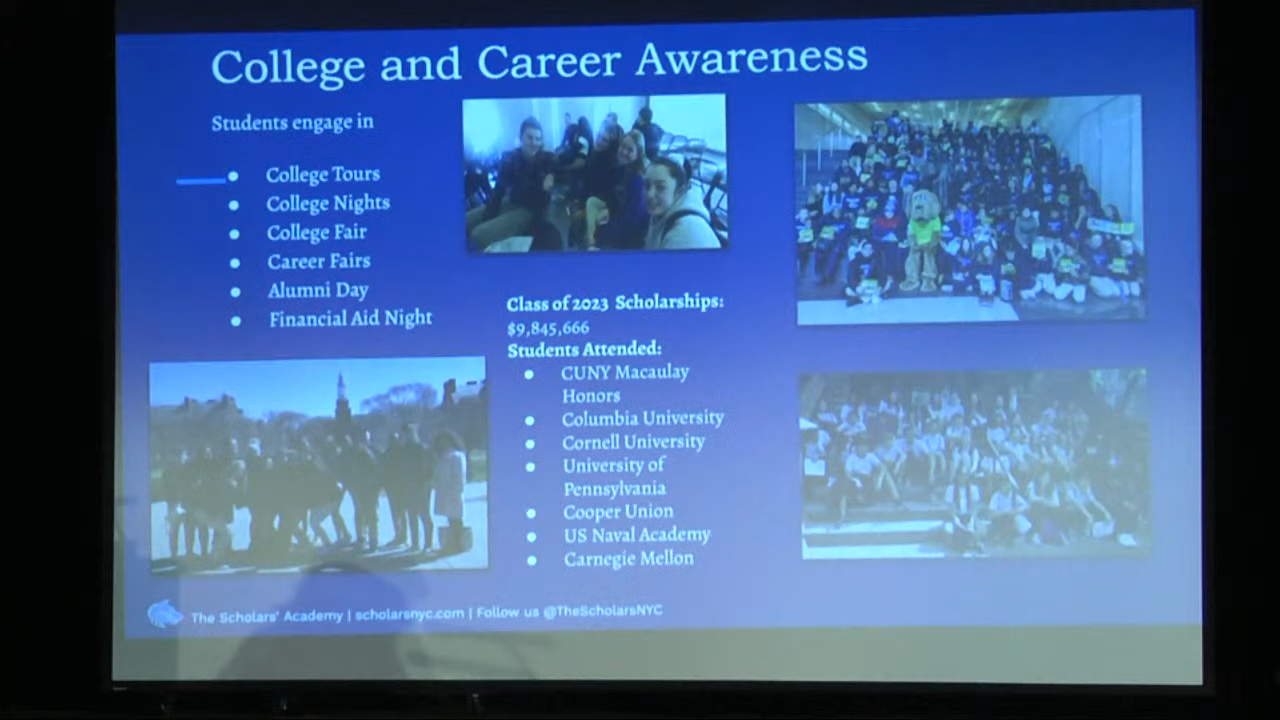 College and Career Awareness
Students engage in
College Tours
College Nights
College Fair
Career Fairs
Alumni Day
Financial Aid Night
Class of 2023 Scholarships:
$9,845,666
Students Attended:
CUNY Macaulay
Honors
Columbia University
Cornell University
University of
Pennsylvania
Cooper Union
US Naval Academy
Carnegie Mellon
The Scholars' Academy | scholarsnyc.com | Follow us @TheScholarsNYC